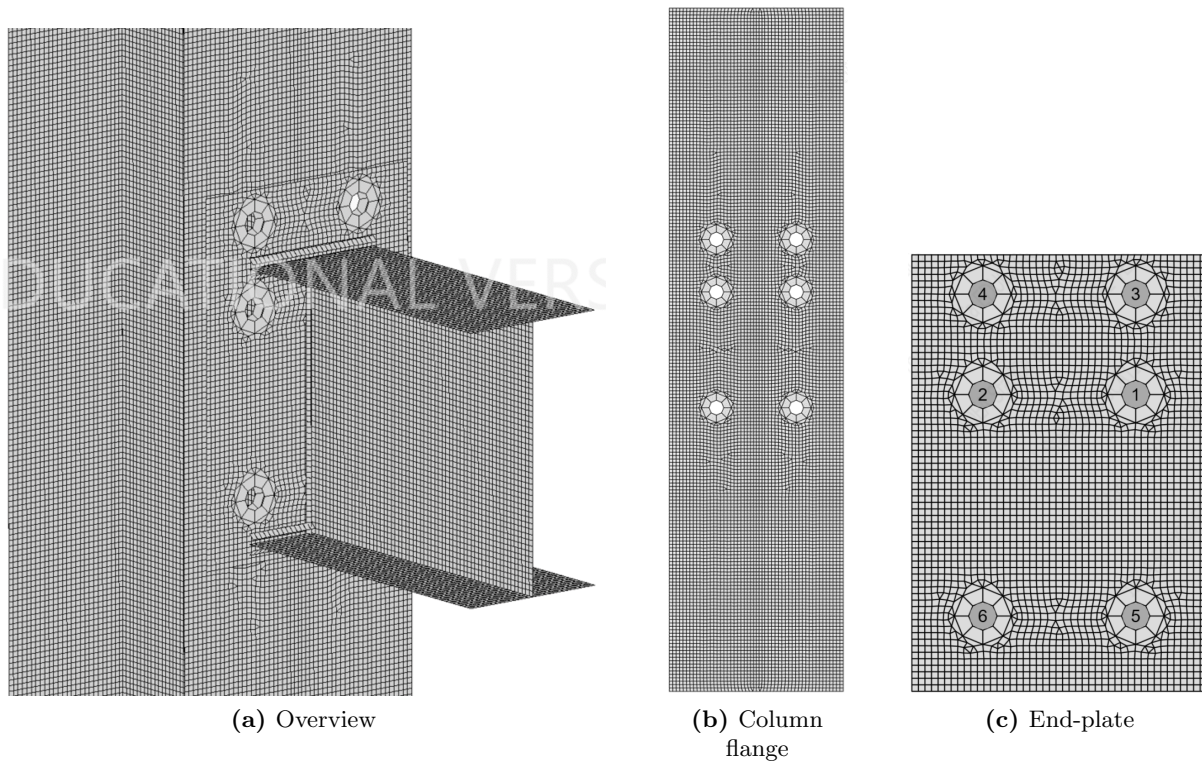 DUCATIONAL VERS
4
3
2
1
6
5
(a) Overview
(b) Column
flange
(c) End-plate